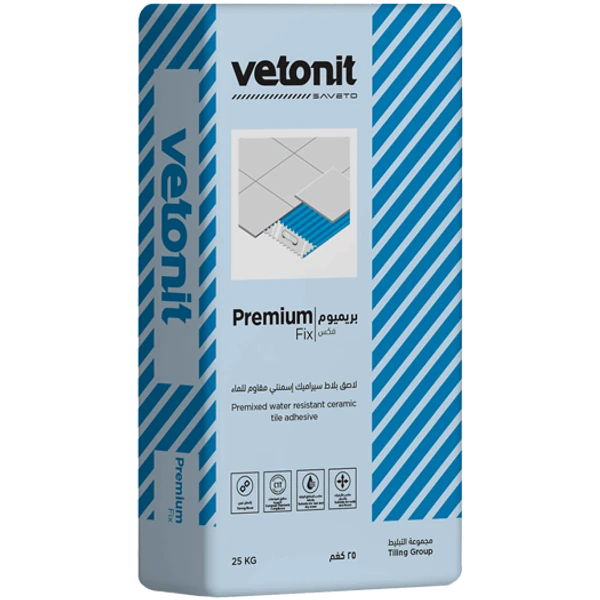 vetonit
SAVETO
vetonit
Premium
Fix
بريميوم
فكس
لاصق بلاط سيراميك إسمنتي مقاوم للماء
Premixed water resistant ceramic
tile adhesive
C1T
Premium
Fix
25 KG
٢٥ كغم
مجموعة التبليط
Tiling Group